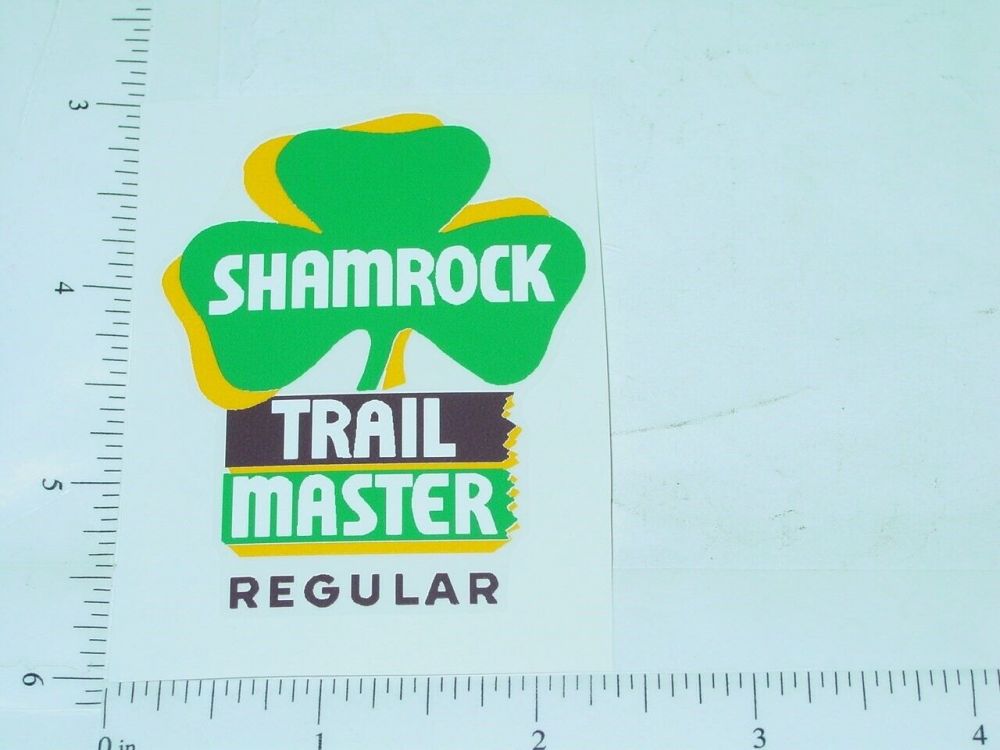 SHAMROCK
TRAIL
MASTER
REGULAR
3
4
5
6
0 in
1
2
3
4